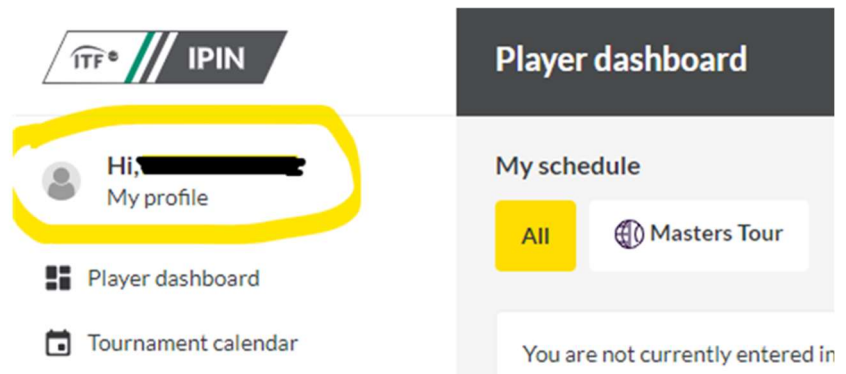 ITF IPIN
Player dashboard
Hi,
My profile
Player dashboard
Tournament calendar
My schedule
All
Masters Tour
You are not currently entered in